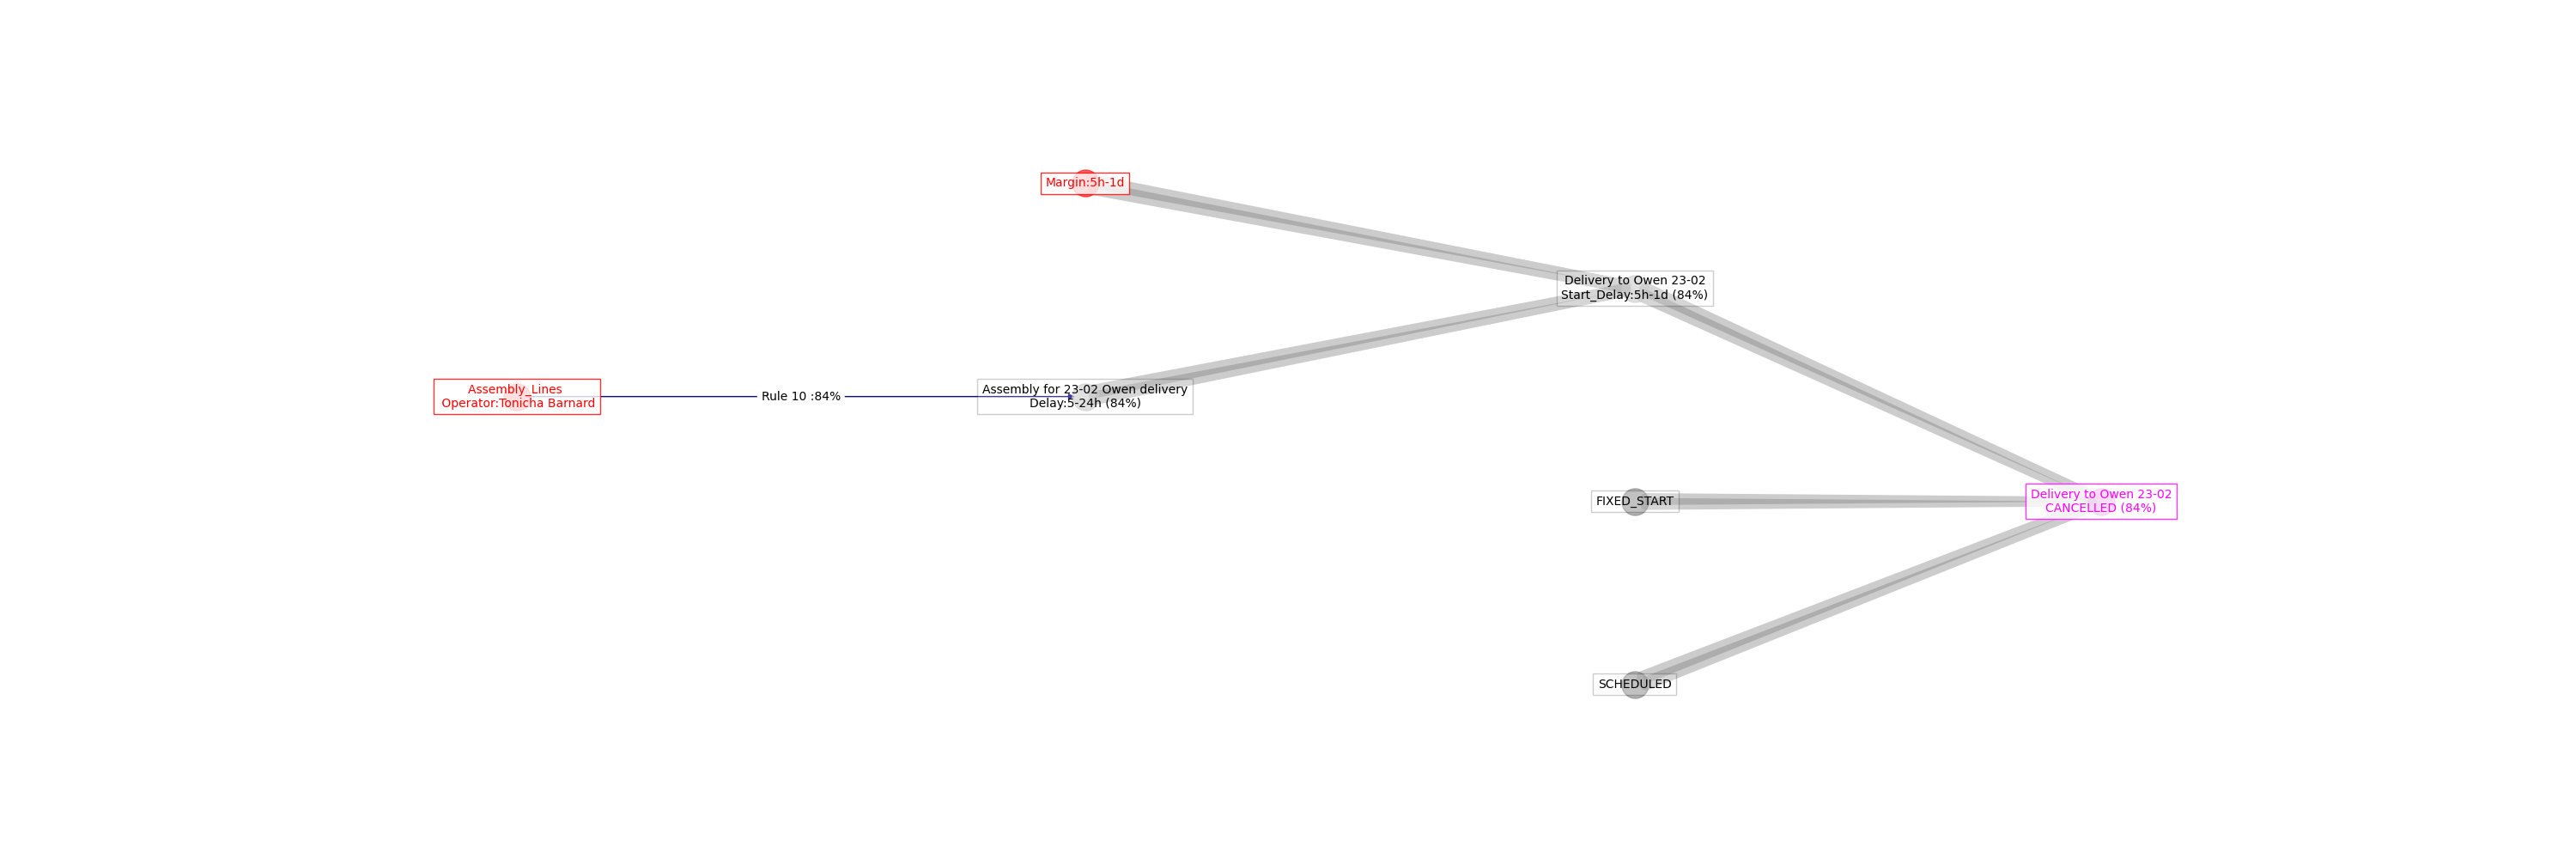 Margin:5h-1d
Delivery to Owen 23-02
Start_Delay:5h-1d (84%)
Assembly_Lines
Operator:Tonicha Barnard
Rule 10 :84%
Assembly for 23-02 Owen delivery
Delay:5-24h (84%)
FIXED_START
Delivery to Owen 23-02
CANCELLED (84%)
SCHEDULED